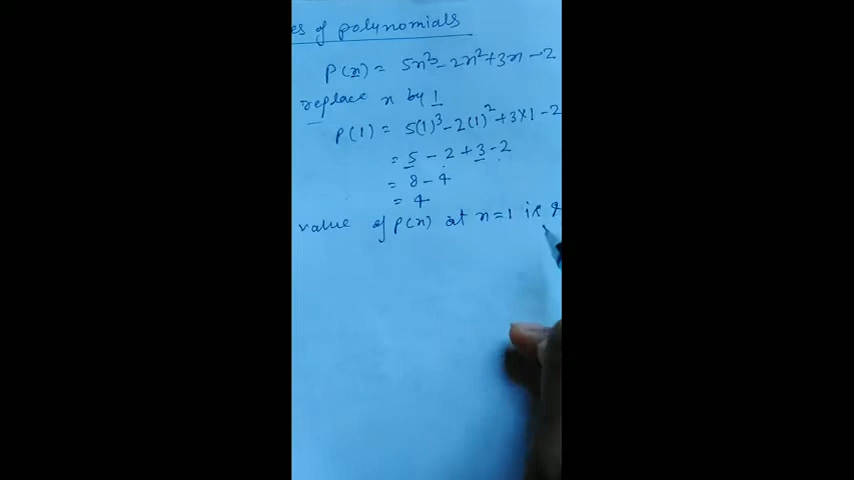 es of polynomials
P(x) = 5x³ - 2x² + 3x - 2
replace x by 1
P(1) = 5(1)³ - 2(1)² + 3×1 - 2
= 5 - 2 + 3 - 2
= 8 - 4
= 4
value of P(x) at x = 1 is 4